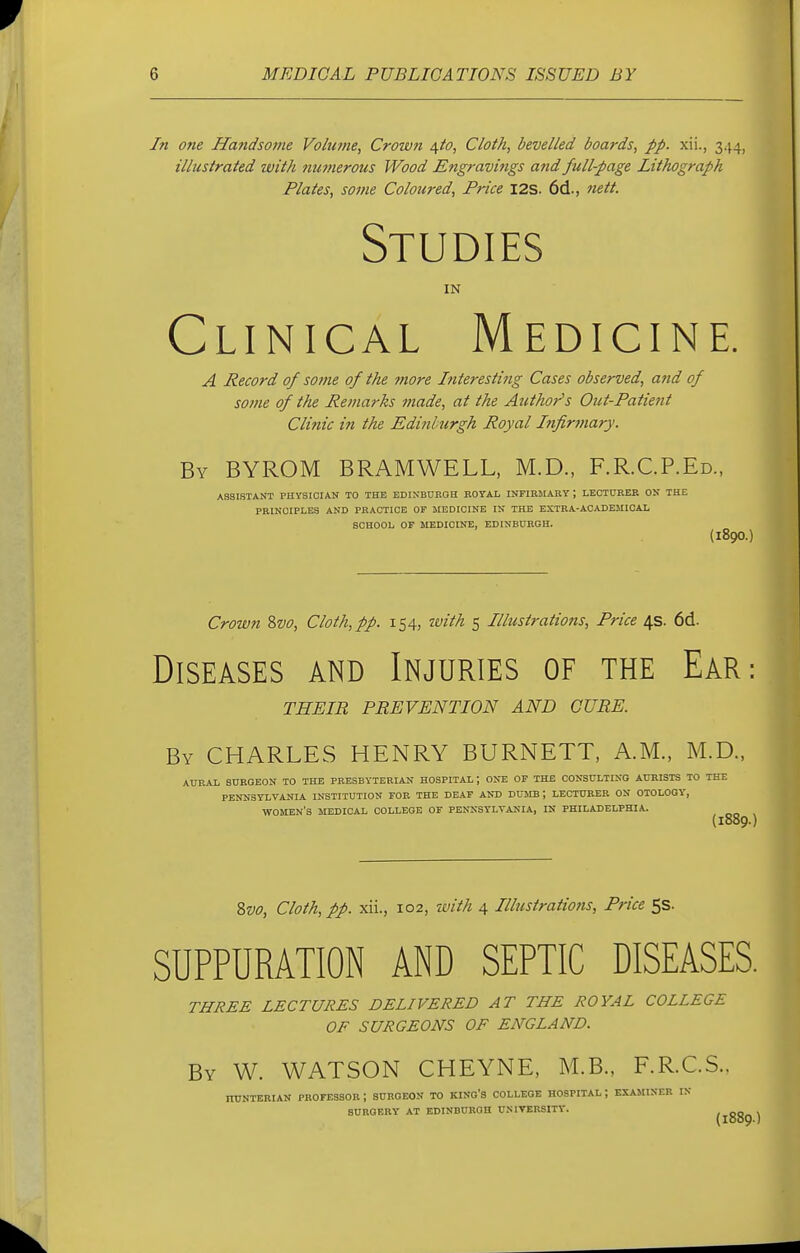 6 MEDICAL PUBLICATIONS ISSUED BY
In one Handsome Volume, Crown 4to, Cloth, bevelled boards, pp. xii., 344,
illustrated with numerous Wood Engravings and full-page Lithograph
Plates, some Coloured, Price 12s. 6d., nett.
STUDIES
IN
CLINICAL MEDICINE.
A Record of some of the more Interesting Cases observed, and of
some of the Remarks made, at the Author's Out-Patient
Clinic in the Edinburgh Royal Infirmary.
By BYROM BRAMWELL, M.D., F.R.C.P.Ed.,
ASSISTANT PHYSICIAN TO THE EDINBURGH ROYAL INFIRMARY; LECTURER ON THE
PRINCIPLES AND PRACTICE OF MEDICINE IN THE EXTRA-ACADEMICAL
SCHOOL OF MEDICINE, EDINBURGH.
(1890.)
Crown 8vo, Cloth, pp. 154, with 5 Illustrations, Price 4s. 6d.
DISEASES AND INJURIES OF THE EAR:
THEIR PREVENTION AND CURE.
By CHARLES HENRY BURNETT, A.M., M.D.,
AURAL SURGEON TO THE PRESBYTERIAN HOSPITAL; ONE OF THE CONSULTING AURISTS TO THE
PENNSYLVANIA INSTITUTION FOR THE DEAF AND DUMB; LECTURER ON OTOLOGY,
WOMEN'S MEDICAL COLLEGE OF PENNSYLVANIA, IN PHILADELPHIA.
(1889.)
8vo, Cloth, pp. xii., 102, with 4 Illustrations, Price 5s.
SUPPURATION AND SEPTIC DISEASES.
THREE LECTURES DELIVERED AT THE ROYAL COLLEGE
OF SURGEONS OF ENGLAND.
By W. WATSON CHEYNE, M.B., F.R.C.S.,
HUNTERIAN PROFESSOR; SURGEON TO KING'S COLLEGE HOSPITAL; EXAMINER IN
SURGERY AT EDINBURGH UNIVERSITY.
(1889.)